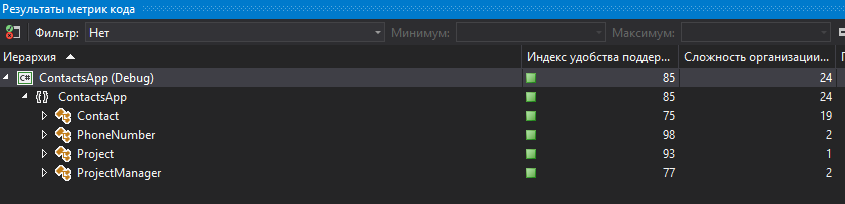 Результаты метрик кода
Фильтр: Нет Минимум: Максимум:
Иерархия Индекс удобства поддер... Сложность организации...
C# ContactsApp (Debug) 85 24
{} ContactsApp 85 24
Contact 75 19
PhoneNumber 98 2
Project 93 1
ProjectManager 77 2